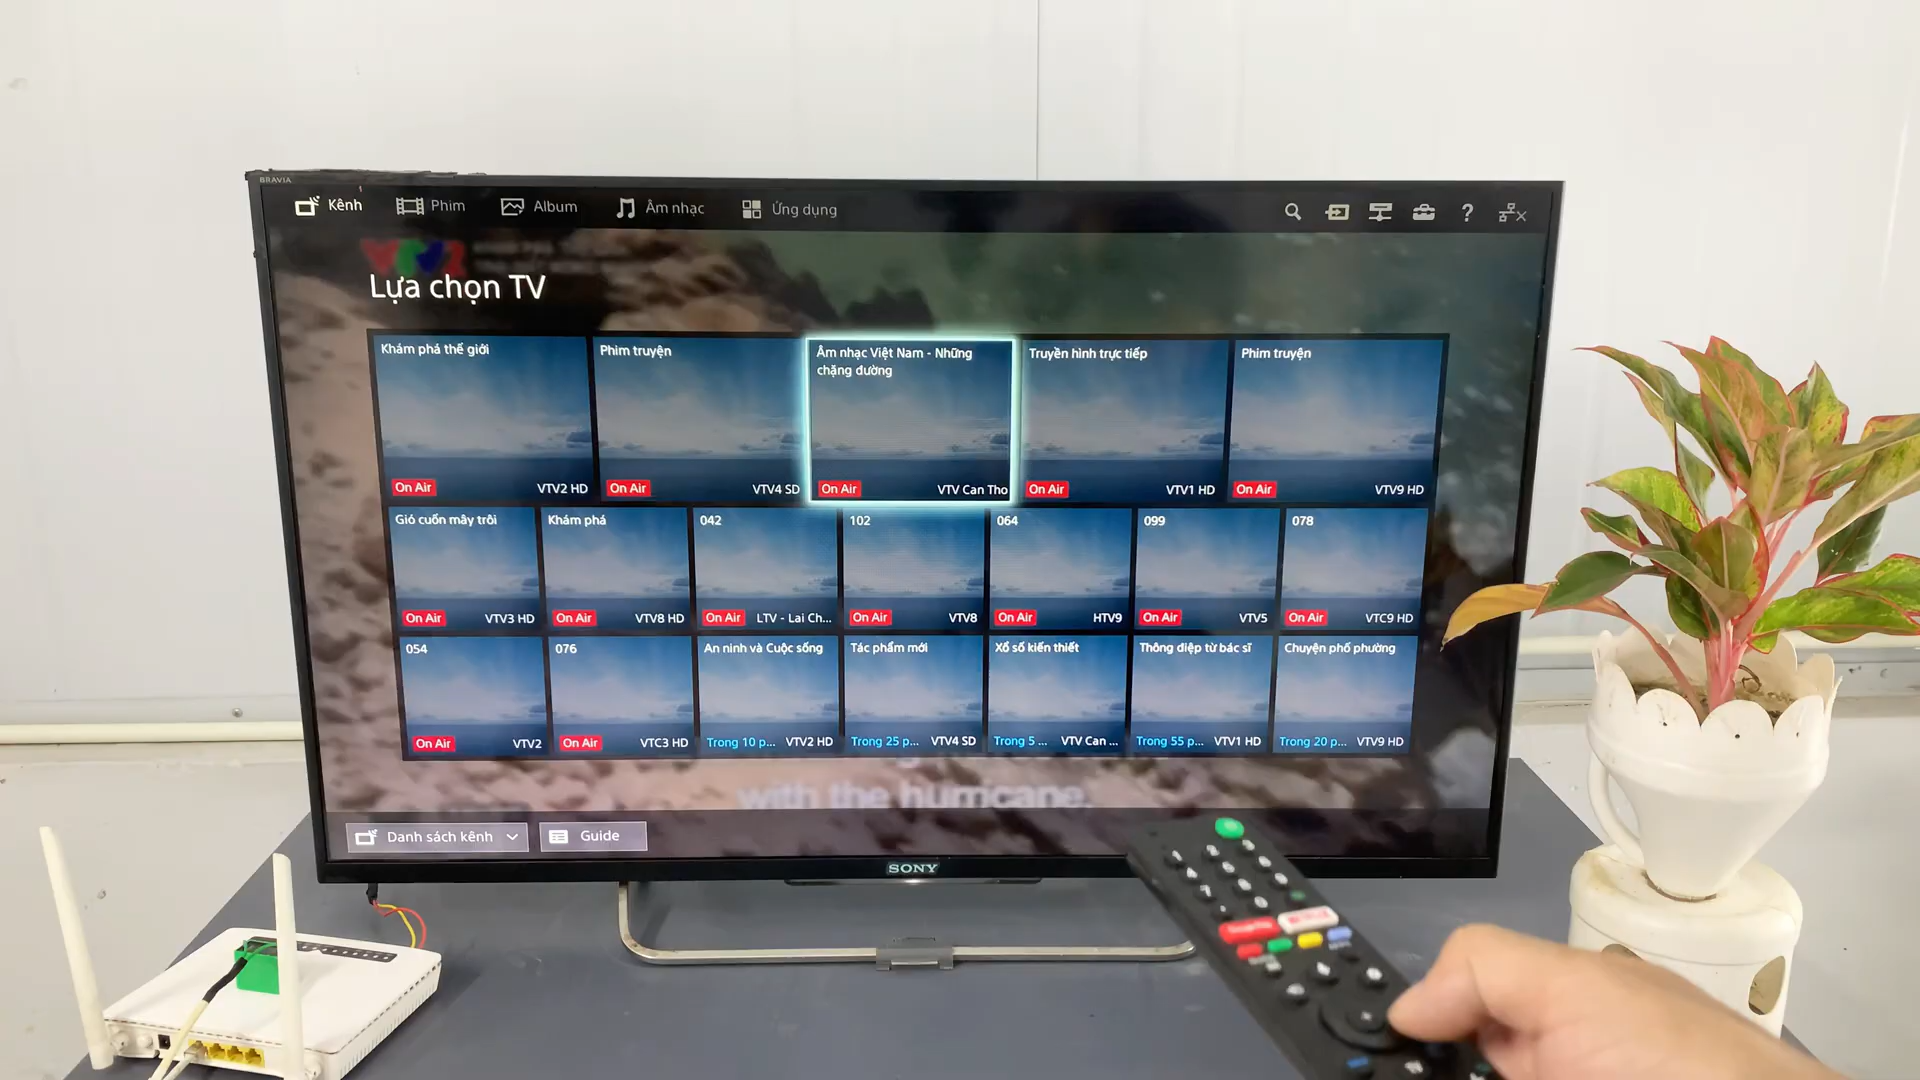 BRAVIA
Kênh
Phim
Album
Âm nhạc
Ứng dụng
?
VTV2
Lựa chọn TV
Khám phá thế giới
On Air
VTV2 HD
Phim truyện
On Air
VTV4 SD
Âm nhạc Việt Nam - Những
chặng đường
On Air
VTV Can Tho
Truyền hình trực tiếp
On Air
VTV1 HD
Phim truyện
On Air
VTV9 HD
Gió cuốn mây trôi
On Air
VTV3 HD
Khám phá
On Air
VTV8 HD
042
On Air
LTV - Lai Ch...
102
On Air
VTV8
064
On Air
HTV9
099
On Air
VTV5
078
On Air
VTC9 HD
054
On Air
VTV2
076
On Air
VTC3 HD
An ninh và Cuộc sống
Trong 10 p...
VTV2 HD
Tác phẩm mới
Trong 25 p...
VTV4 SD
Xổ số kiến thiết
Trong 5 ...
VTV Can ...
Thông điệp từ bác sĩ
Trong 55 p...
VTV1 HD
Chuyện phố phường
Trong 20 p...
VTV9 HD
with the hurricane.
Danh sách kênh
Guide
SONY